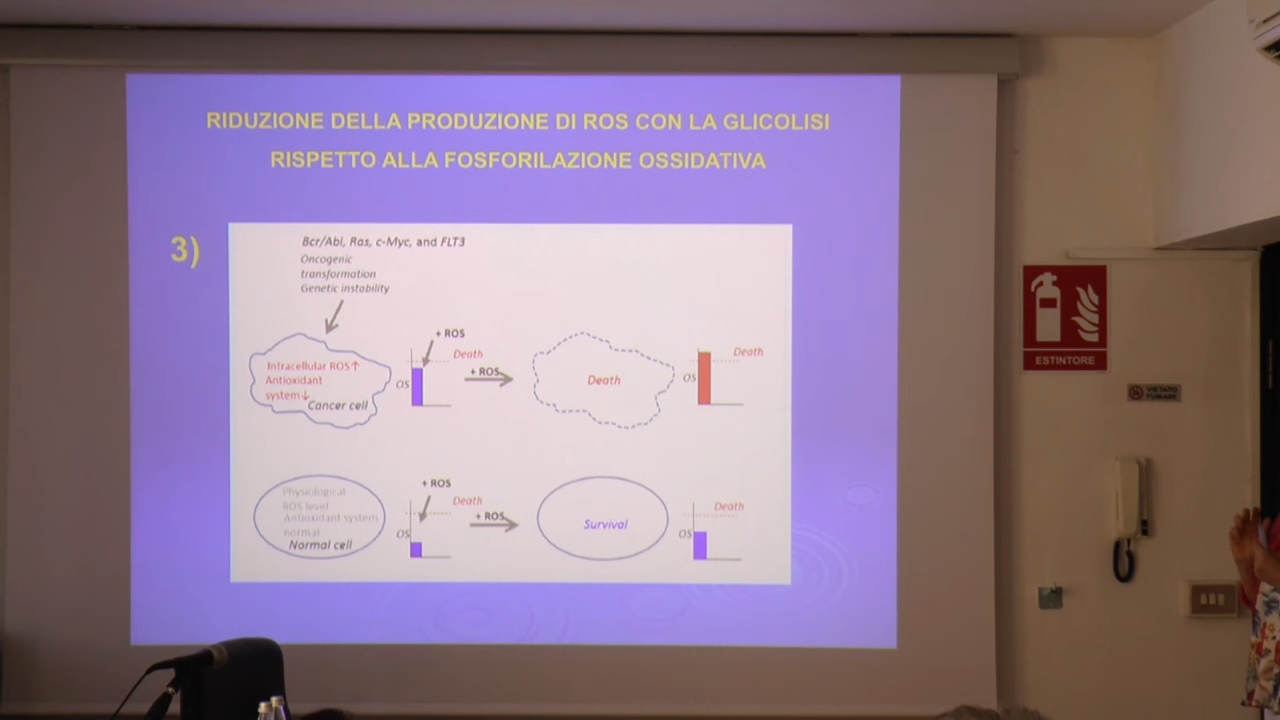 RIDUZIONE DELLA PRODUZIONE DI ROS CON LA GLICOLISI
RISPETTO ALLA FOSFORILAZIONE OSSIDATIVA
3)
Bcr/Abl, Ras, c-Myc, and FLT3
Oncogenic
transformation
Genetic instability
Intracellular ROS↑
Antioxidant
system↓
Cancer cell
+ ROS
Death
OS
+ ROS
Death
Death
OS
Physiological
ROS level
Antioxidant system
normal
Normal cell
+ ROS
Death
OS
+ ROS
Survival
Death
OS
ESTINTORE
VIETATO
FUMARE